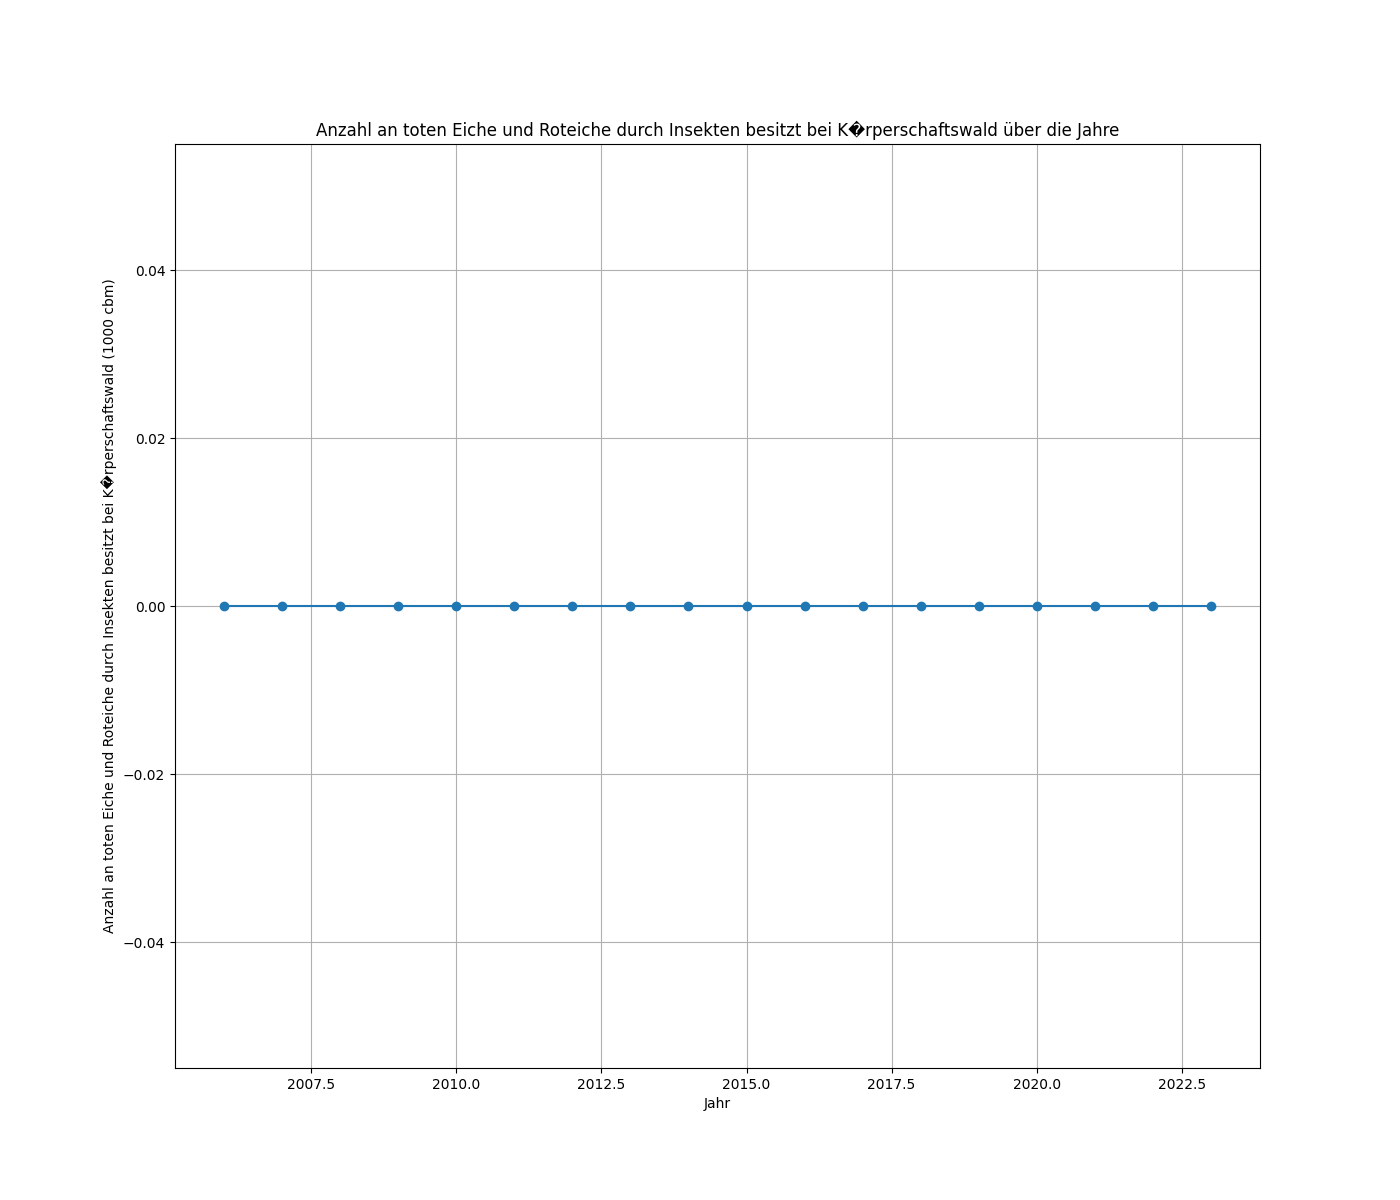 Anzahl an toten Eiche und Roteiche durch Insekten besitzt bei K�rperschaftswald über die Jahre
Anzahl an toten Eiche und Roteiche durch Insekten besitzt bei K�rperschaftswald (1000 cbm)
0.04
0.02
0.00
−0.02
−0.04
2007.5 2010.0 2012.5 2015.0 2017.5 2020.0 2022.5
Jahr